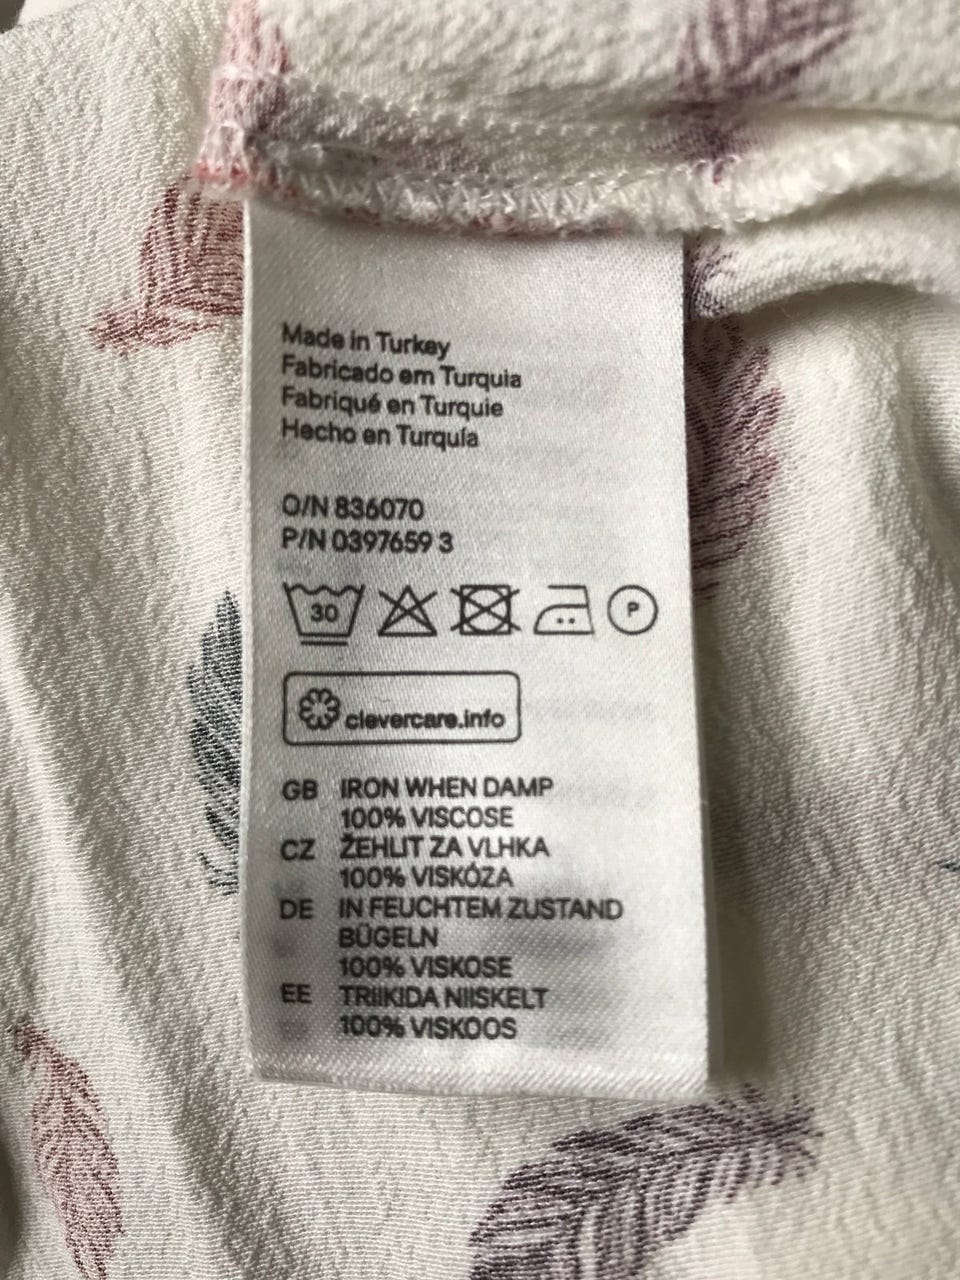 Made in Turkey
Fabricado em Turquia
Fabriqué en Turquie
Hecho en Turquía
O/N 836070
P/N 0397659 3
30 P
clevercare.info
GB IRON WHEN DAMP
100% VISCOSE
CZ ŽEHLIT ZA VLHKA
100% VISKÓZA
DE IN FEUCHTEM ZUSTAND
BÜGELN
100% VISKOSE
EE TRIIKIDA NIISKELT
100% VISKOOS